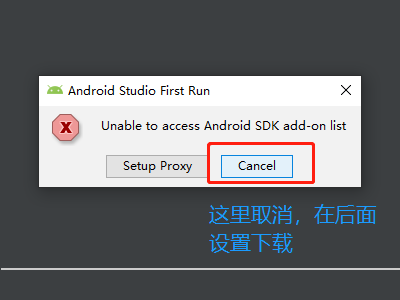 Android Studio First Run
Unable to access Android SDK add-on list
Setup Proxy Cancel
这里取消，在后面
设置下载